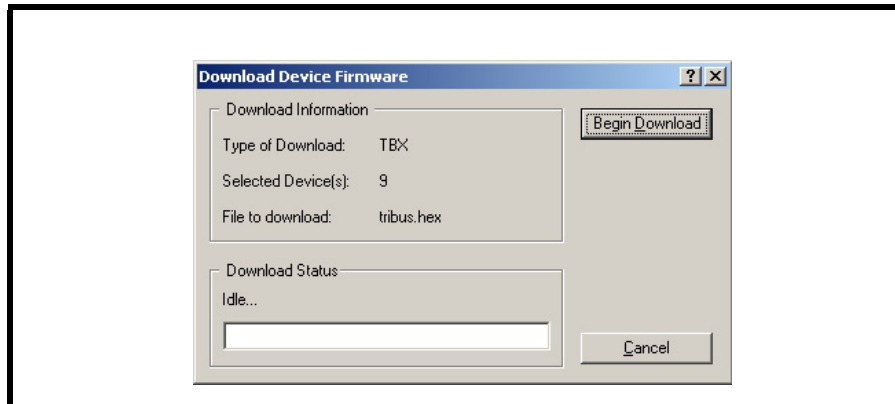 Download Device Firmware
Download Information
Begin Download
Type of Download: TBX
Selected Device(s): 9
File to download: tribus.hex
Download Status
Idle...
Cancel